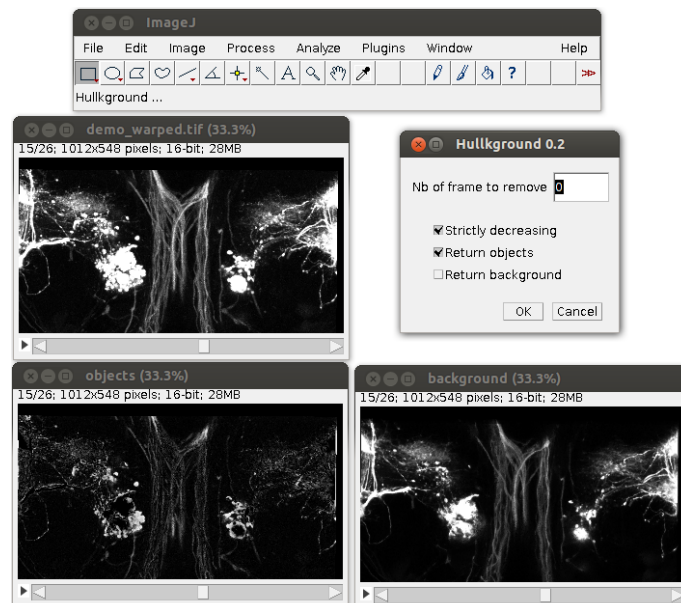 ImageJ
File Edit Image Process Analyze Plugins Window Help
A ?
Hullkground ...
demo_warped.tif (33.3%)
15/26; 1012x548 pixels; 16-bit; 28MB
Hullkground 0.2
Nb of frame to remove 0
Strictly decreasing
Return objects
Return background
OK Cancel
objects (33.3%)
15/26; 1012x548 pixels; 16-bit; 28MB
background (33.3%)
15/26; 1012x548 pixels; 16-bit; 28MB